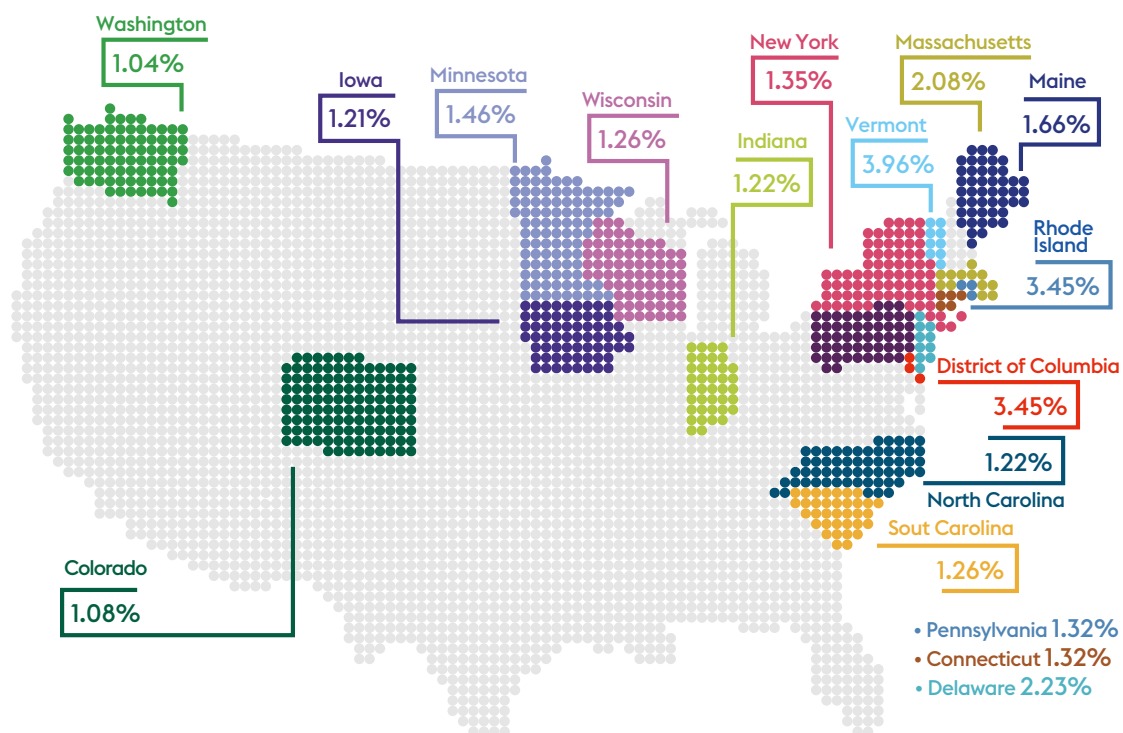 Washington
1.04%
Iowa
1.21%
Minnesota
1.46%
Wisconsin
1.26%
New York
1.35%
Indiana
1.22%
Massachusetts
2.08%
Vermont
3.96%
Maine
1.66%
Rhode
Island
3.45%
District of Columbia
3.45%
1.22%
North Carolina
Sout Carolina
1.26%
Colorado
1.08%
• Pennsylvania 1.32%
• Connecticut 1.32%
• Delaware 2.23%